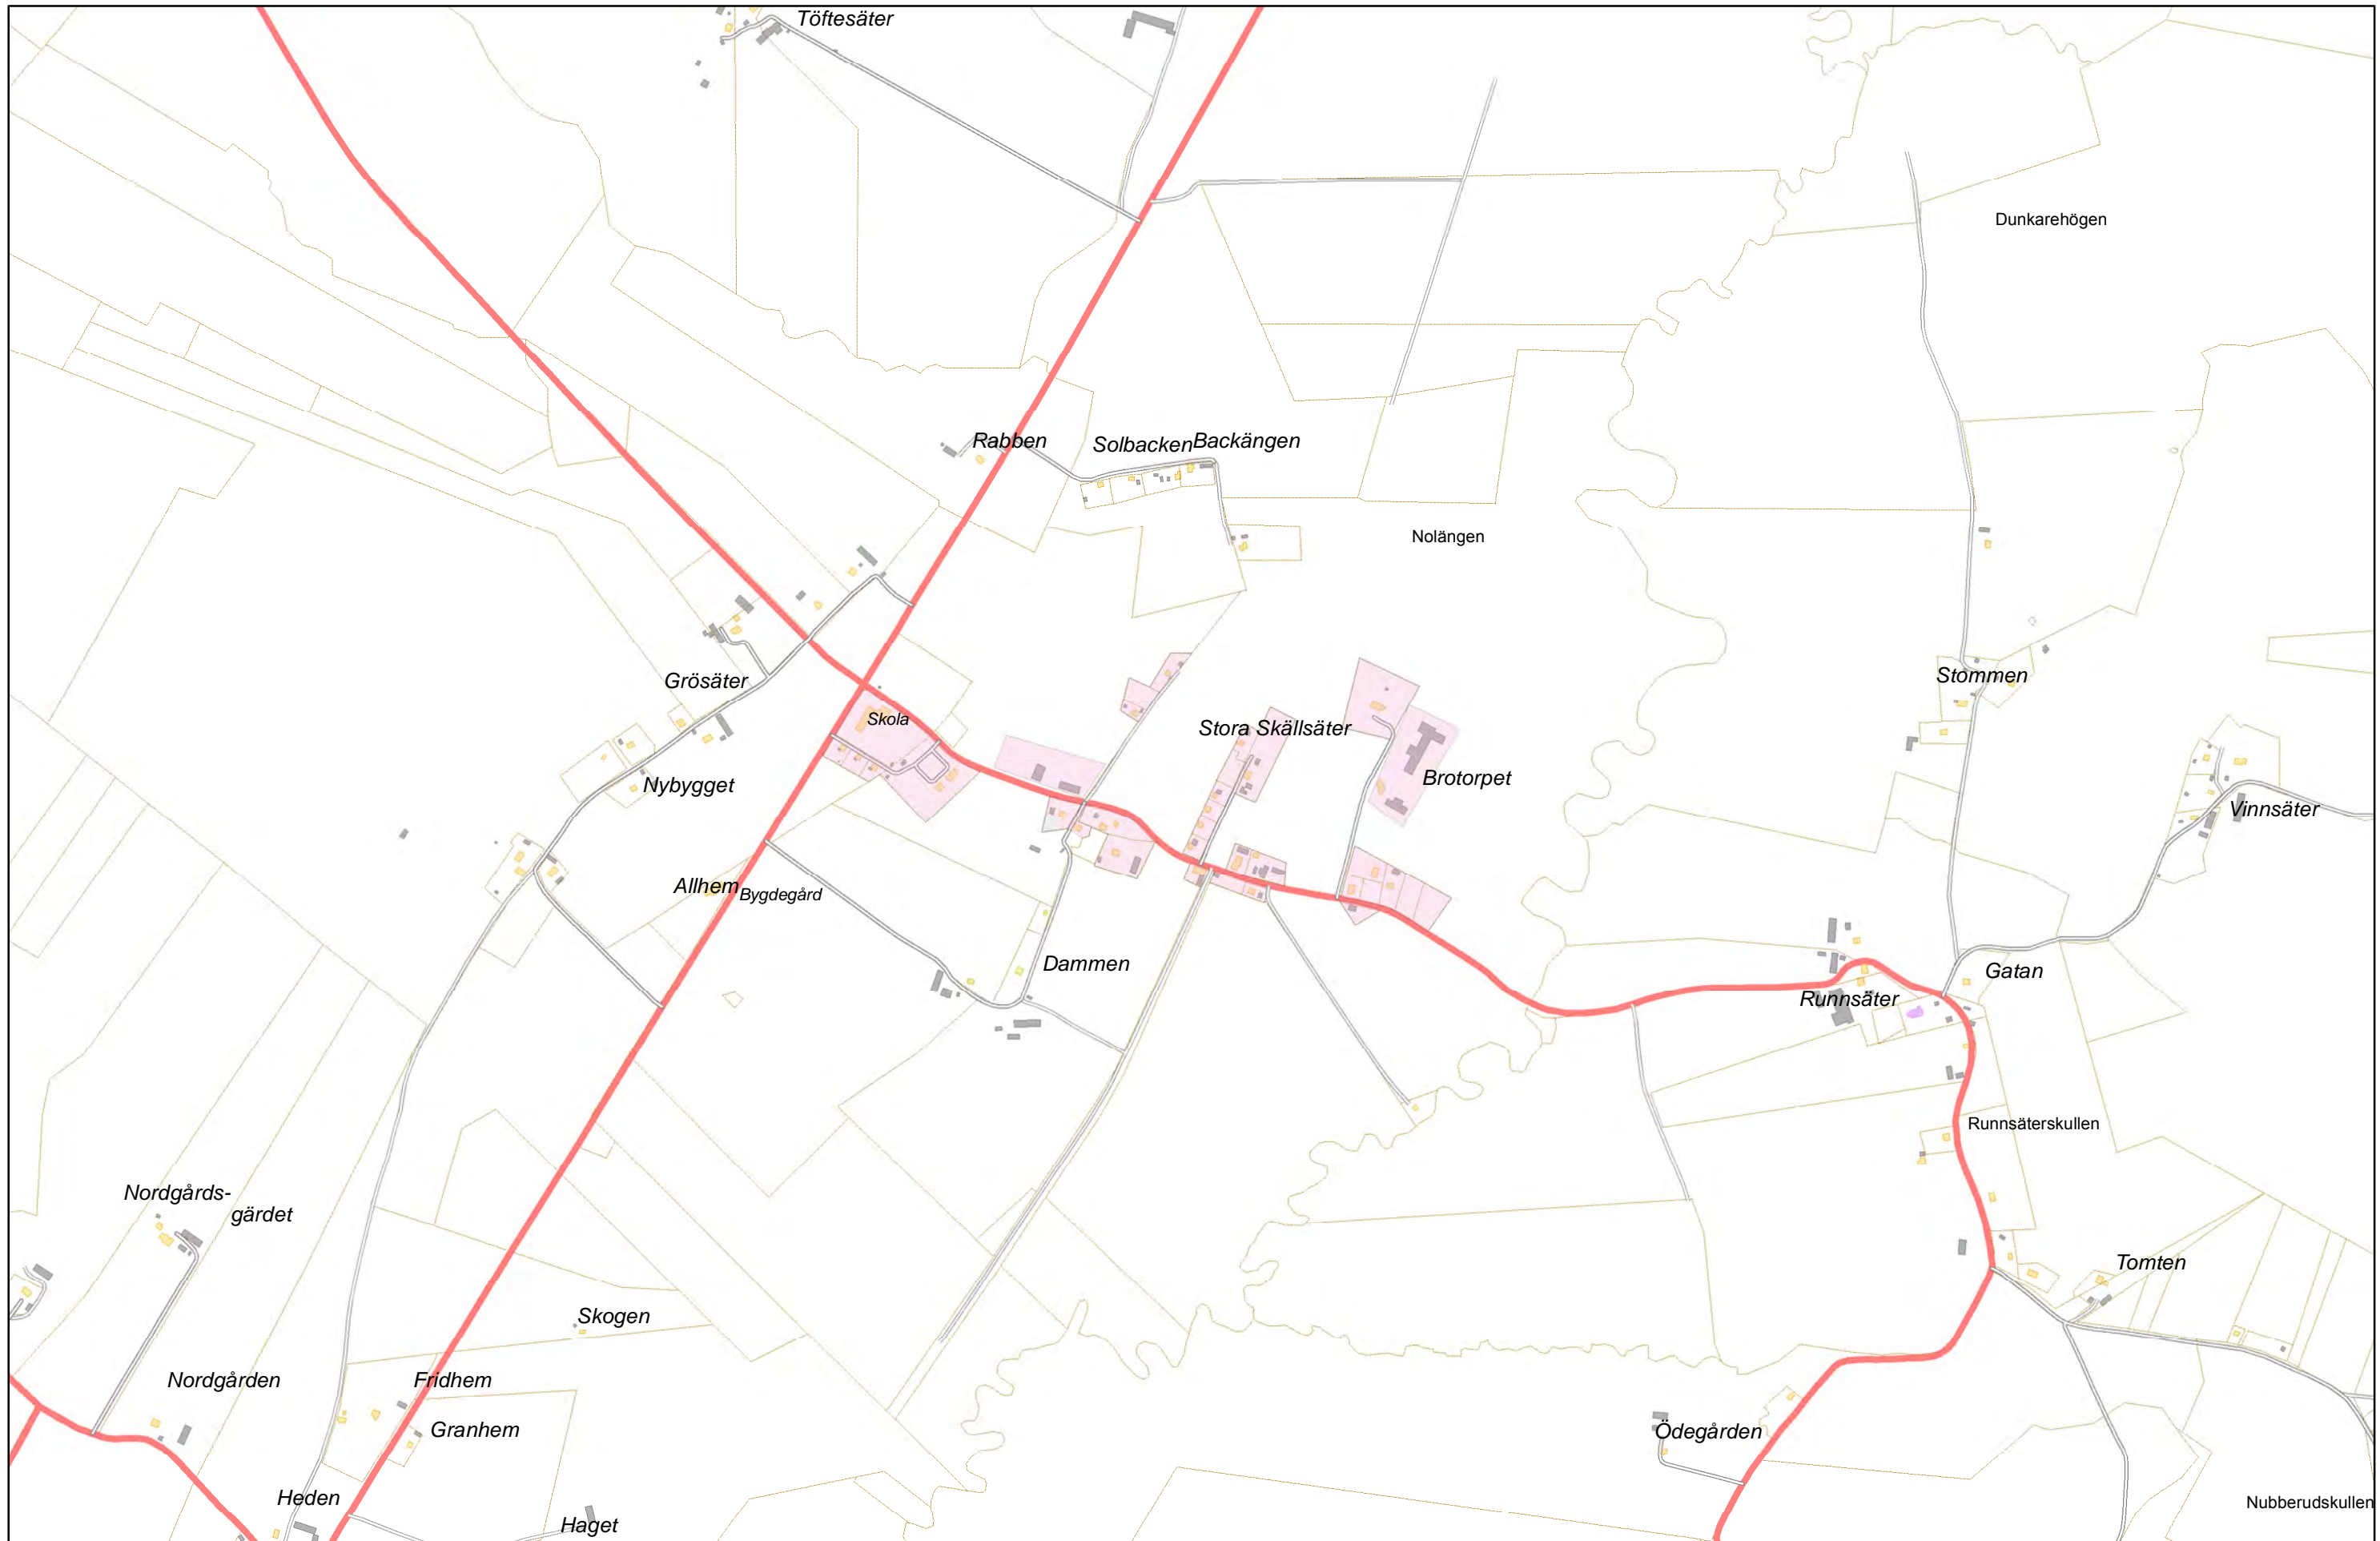 Töftesäter
Dunkarehögen
Rabben
Solbacken
Backängen
Nolängen
Grösäter
Stommen
Skola
Stora Skällsäter
Nybygget
Brotorpet
Vinnsäter
Allhem
Bygdegård
Dammen
Gatan
Runnsäter
Runnsäterskullen
Nordgårds-
gärdet
Tomten
Skogen
Nordgården
Fridhem
Granhem
Ödegården
Heden
Haget
Nubberudskullen